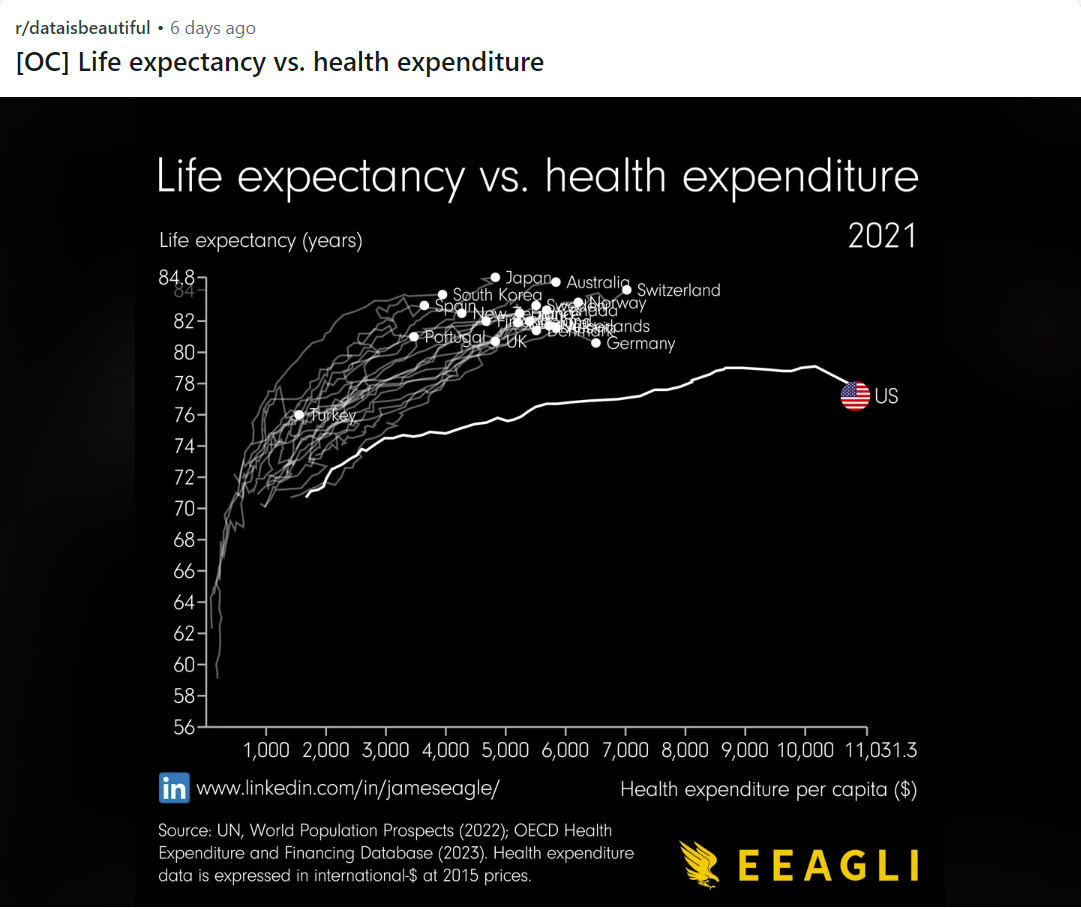 r/dataisbeautiful • 6 days ago
[OC] Life expectancy vs. health expenditure
Life expectancy vs. health expenditure
2021
Life expectancy (years)
84.8
84
82
80
78
76
74
72
70
68
66
64
62
60
58
56
Japan
Australia
Switzerland
South Korea
Spain
Norway
New
Portugal
UK
Denmark
Germany
Turkey
US
1,000 2,000 3,000 4,000 5,000 6,000 7,000 8,000 9,000 10,000 11,031.3
in www.linkedin.com/in/jameseagle/
Health expenditure per capita ($)
Source: UN, World Population Prospects (2022); OECD Health
Expenditure and Financing Database (2023). Health expenditure
data is expressed in international-$ at 2015 prices.
EEAGLI